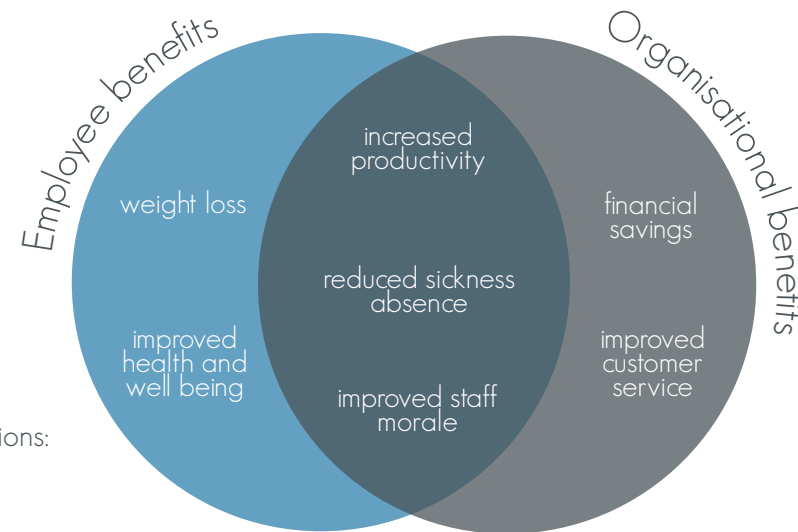 Employee benefits
Organisational benefits
increased
productivity
weight loss
financial
savings
reduced sickness
absence
improved
health and
well being
improved
customer
service
improved staff
morale
ions: